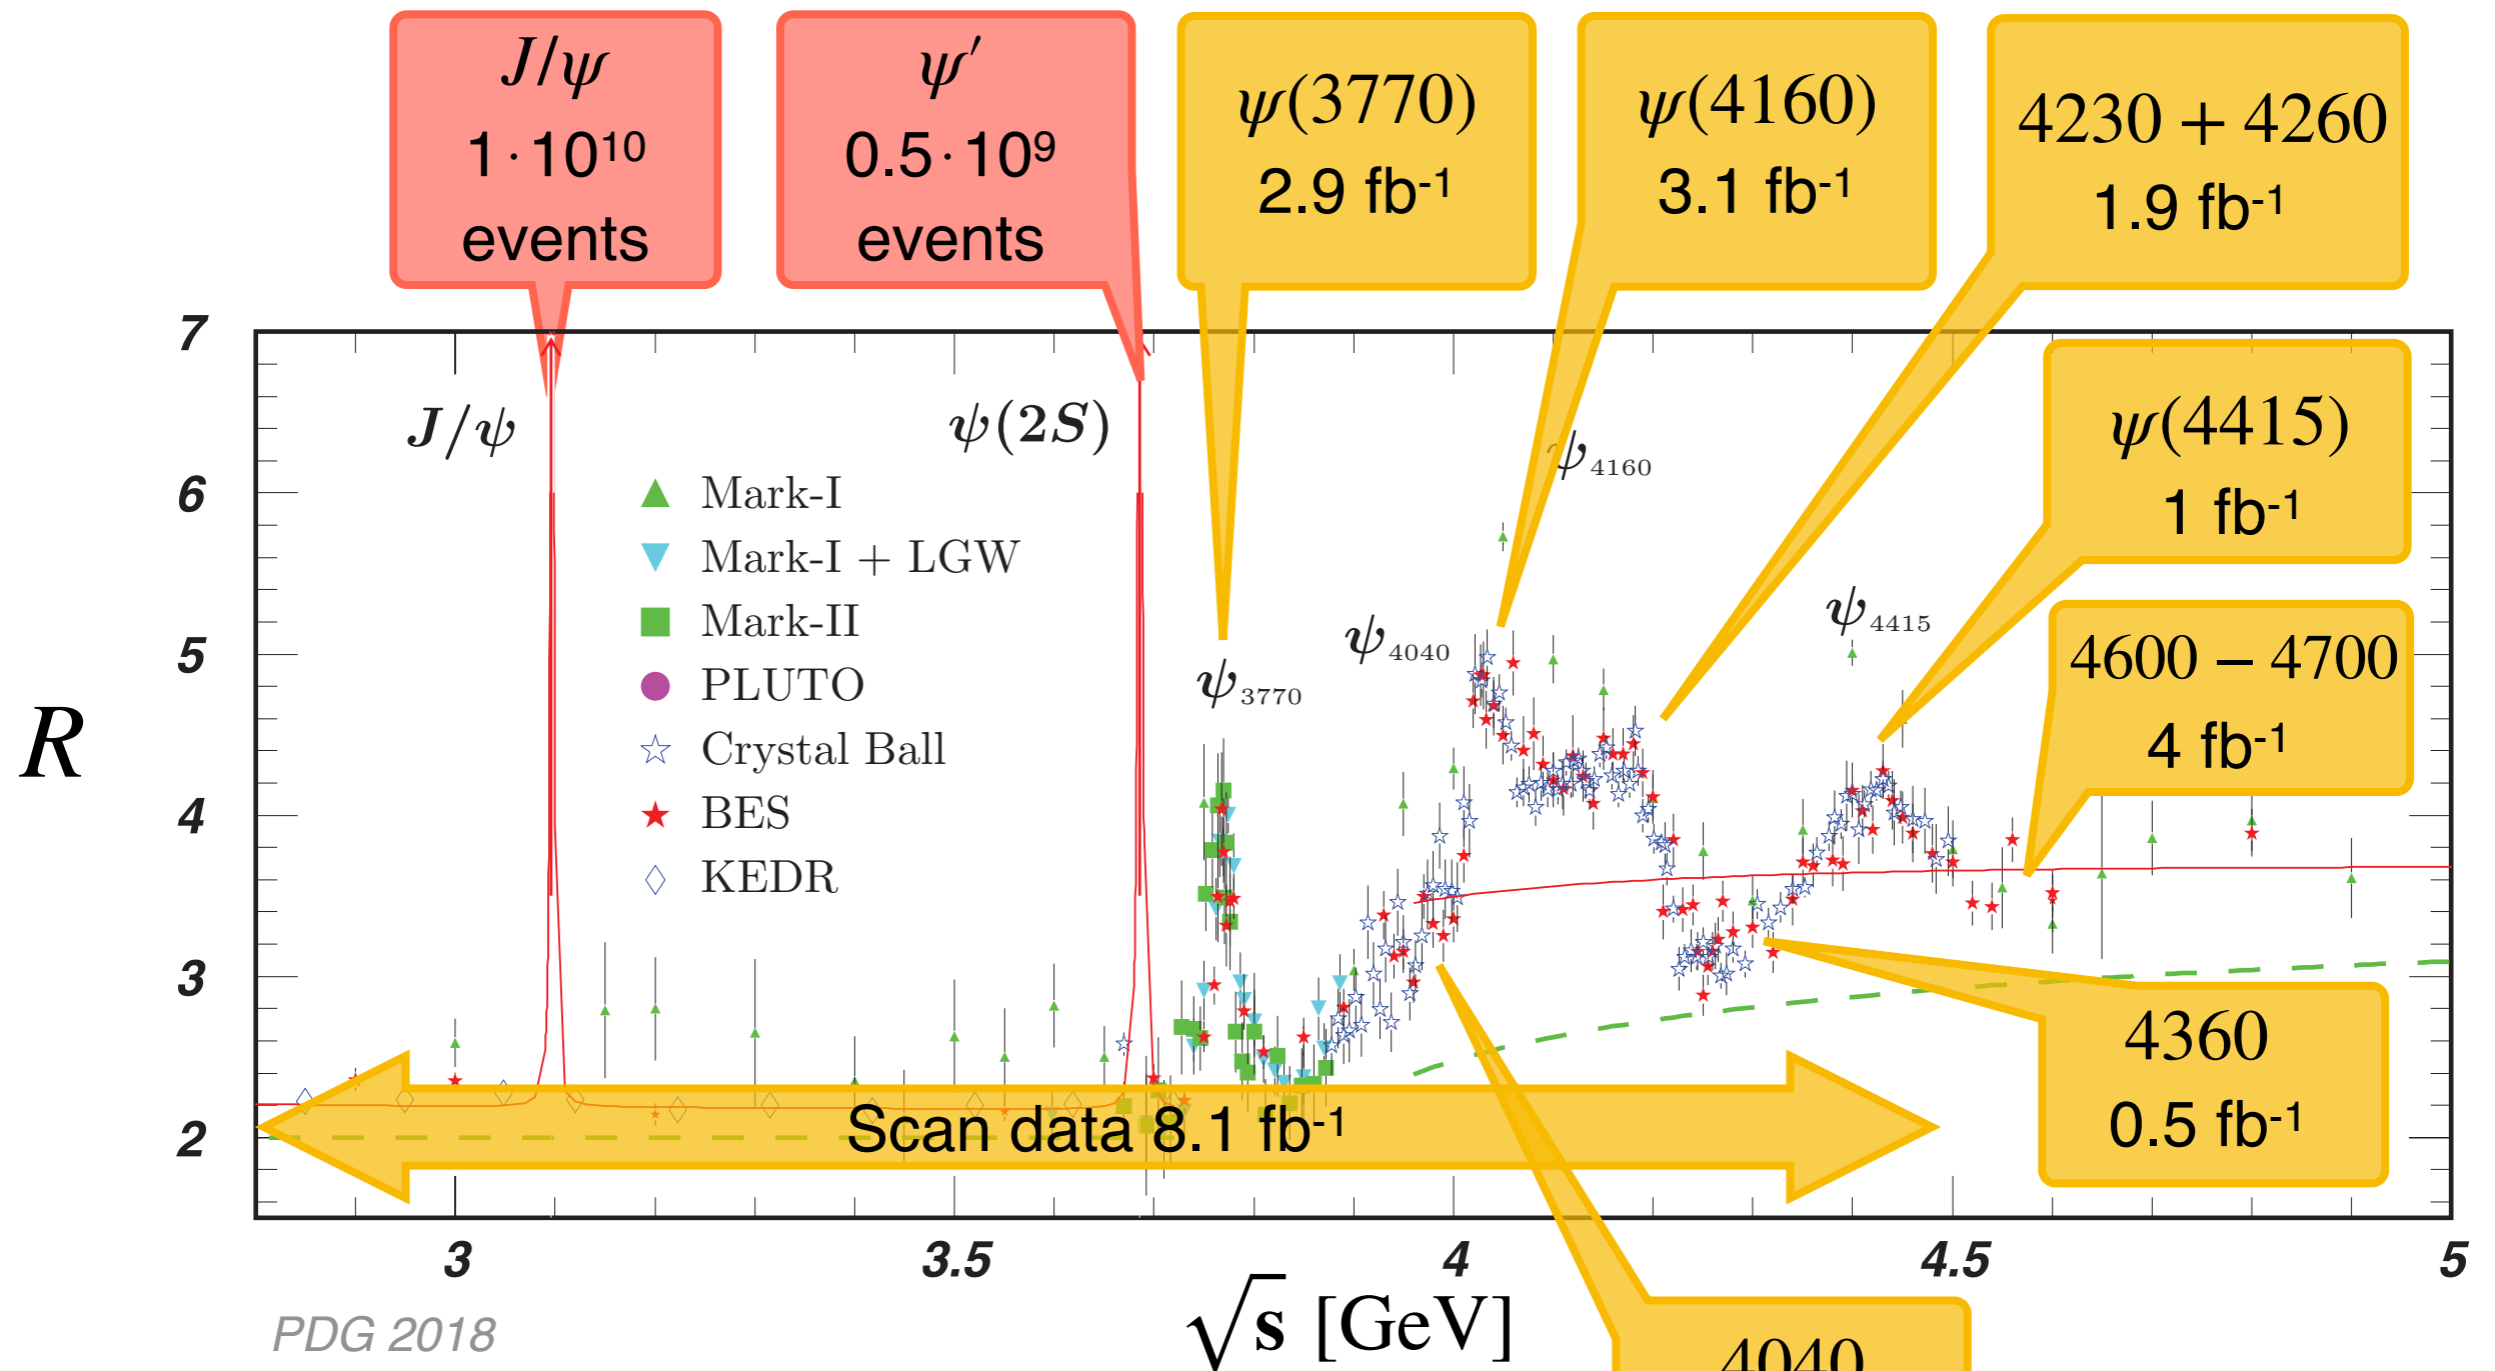 J/ψ
1·10¹⁰
events
ψ′
0.5·10⁹
events
ψ(3770)
2.9 fb⁻¹
ψ(4160)
3.1 fb⁻¹
4230 + 4260
1.9 fb⁻¹
ψ(4415)
1 fb⁻¹
4600 – 4700
4 fb⁻¹
4360
0.5 fb⁻¹
4040
7
6
5
4
3
2
R
J/ψ
ψ(2S)
ψ₃₇₇₀
ψ₄₀₄₀
ψ₄₁₆₀
ψ₄₄₁₅
Mark-I
Mark-I + LGW
Mark-II
PLUTO
Crystal Ball
BES
KEDR
Scan data 8.1 fb⁻¹
3
3.5
4
4.5
5
√s [GeV]
PDG 2018